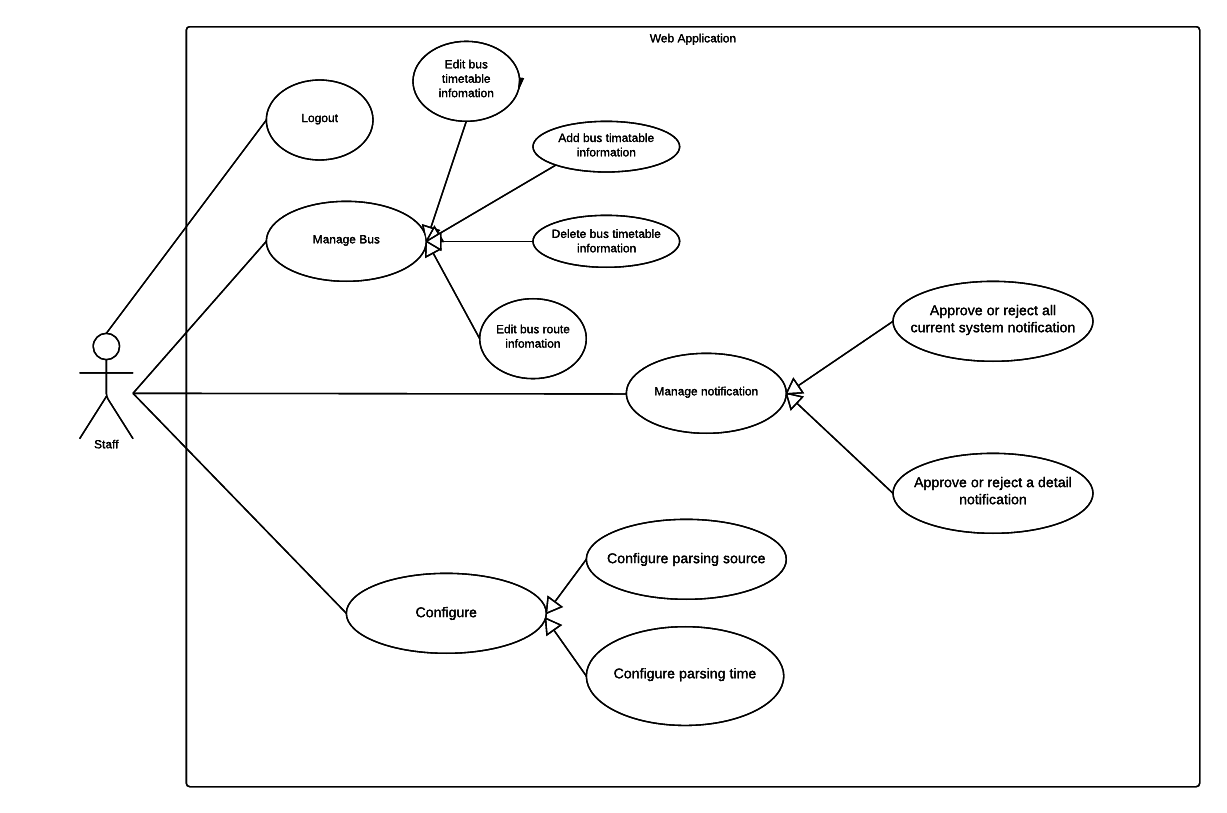 Web Application
Edit bus
timetable
infomation
Logout
Add bus timatable
information
Manage Bus
Delete bus timetable
information
Edit bus route
infomation
Approve or reject all
current system notification
Manage notification
Staff
Approve or reject a detail
notification
Configure parsing source
Configure
Configure parsing time